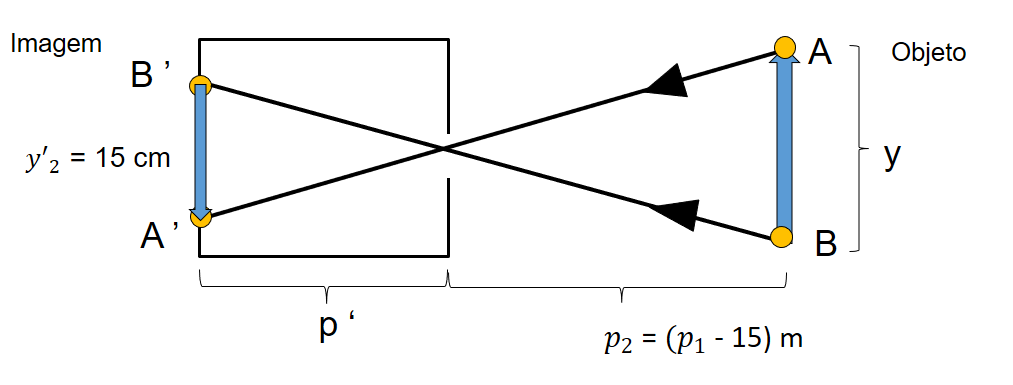 Imagem
B ’
A
Objeto
y′₂ = 15 cm
y
A ’
B
p ‘
p₂ = (p₁ - 15) m